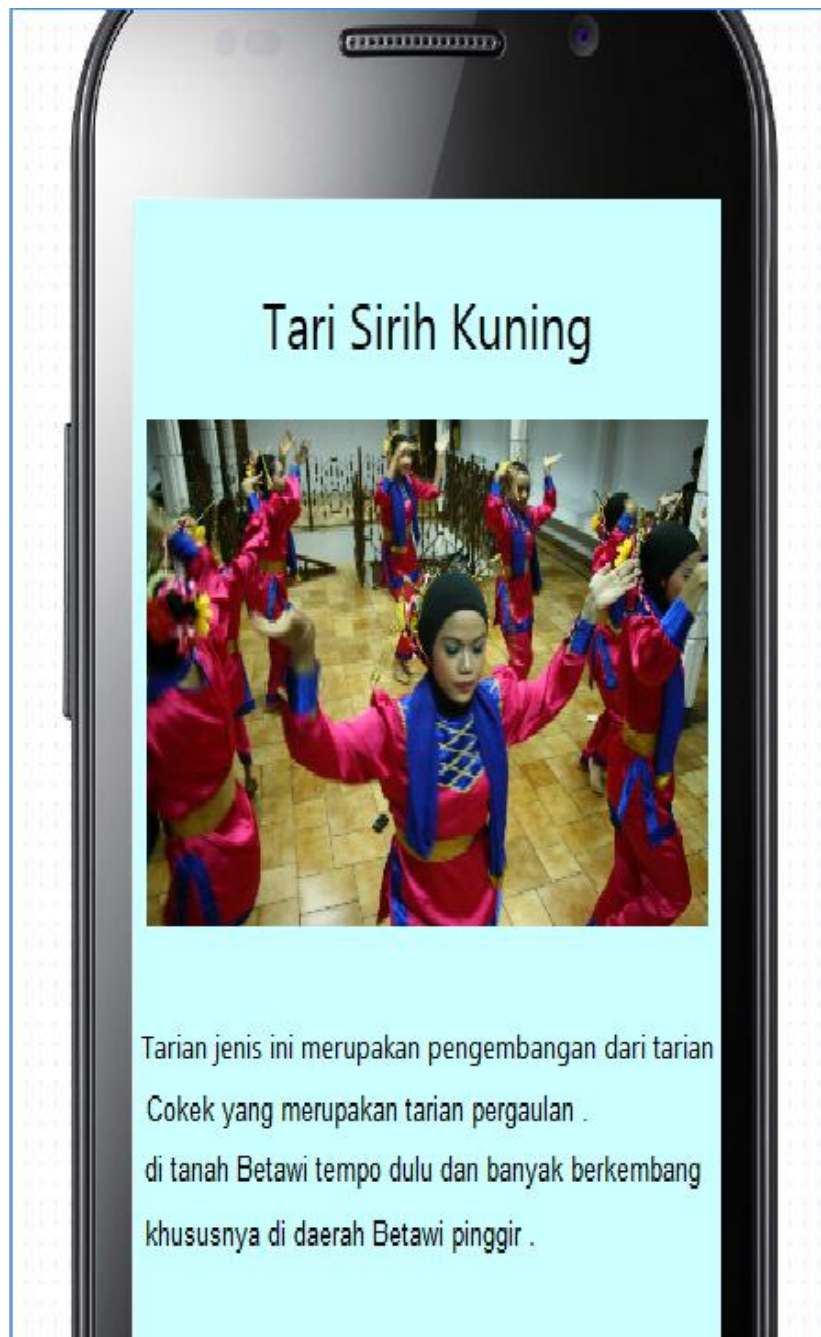 Tari Sirih Kuning
Tarian jenis ini merupakan pengembangan dari tarian
Cokek yang merupakan tarian pergaulan .
di tanah Betawi tempo dulu dan banyak berkembang
khususnya di daerah Betawi pinggir .